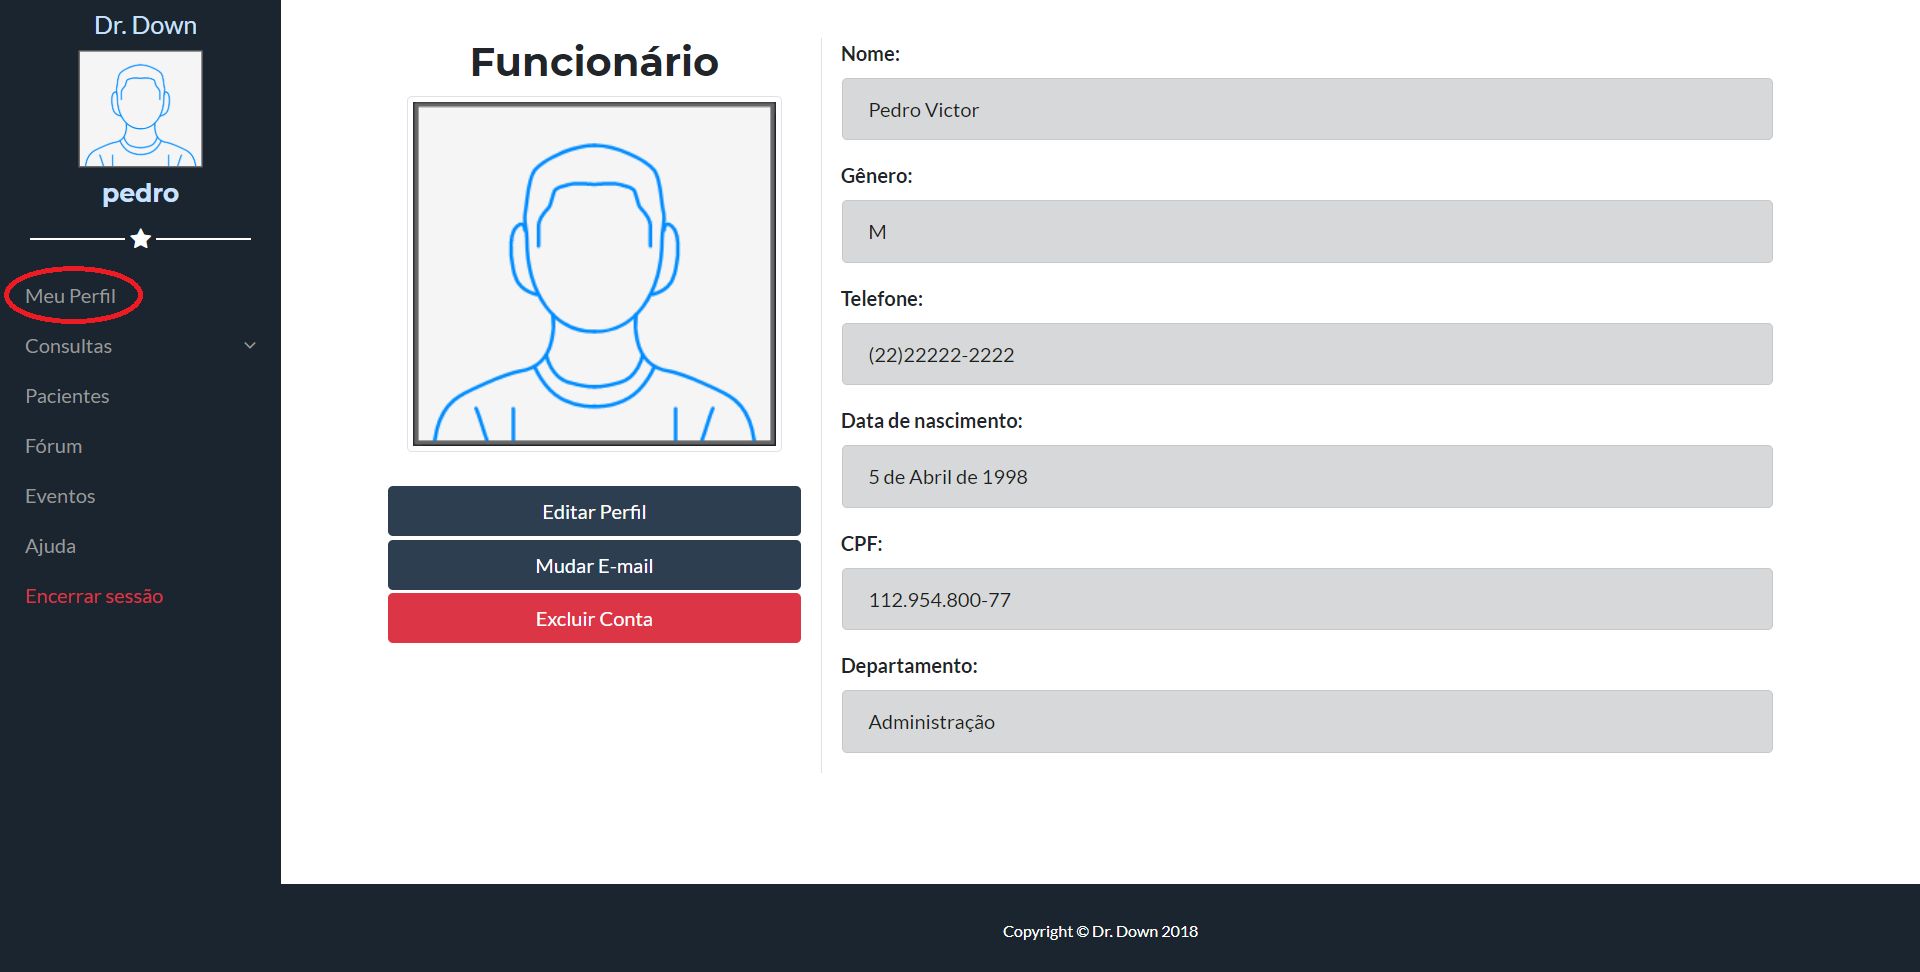 Dr. Down
pedro
Meu Perfil
Consultas
Pacientes
Fórum
Eventos
Ajuda
Encerrar sessão
Funcionário
Editar Perfil
Mudar E-mail
Excluir Conta
Nome:
Pedro Victor
Gênero:
M
Telefone:
(22)22222-2222
Data de nascimento:
5 de Abril de 1998
CPF:
112.954.800-77
Departamento:
Administração
Copyright © Dr. Down 2018